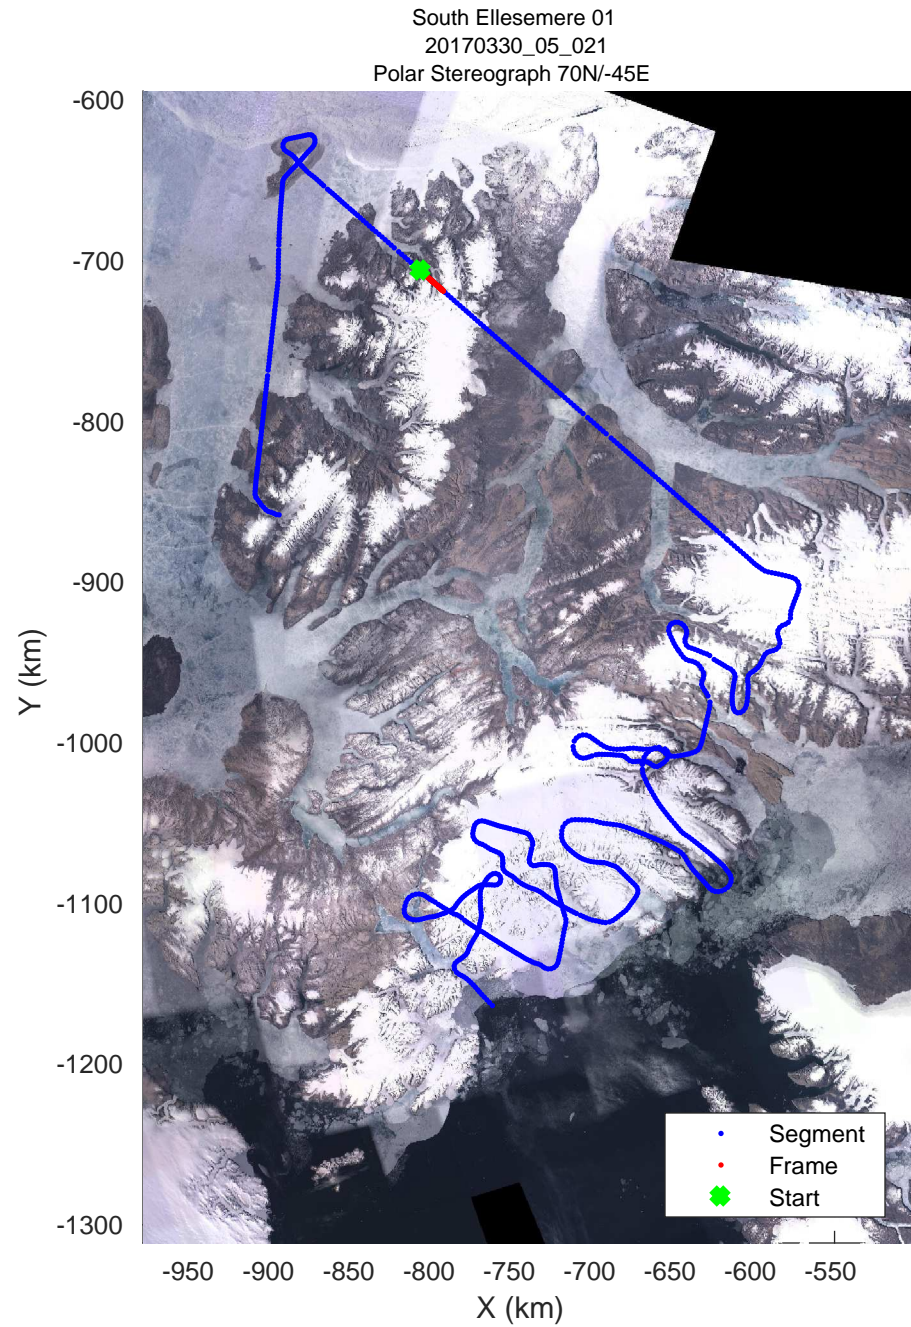 South Ellesemere 01
20170330_05_021
Polar Stereograph 70N/-45E
-600
-700
-800
-900
-1000
-1100
-1200
-1300
Y (km)
Segment
Frame
Start
-950 -900 -850 -800 -750 -700 -650 -600 -550
X (km)